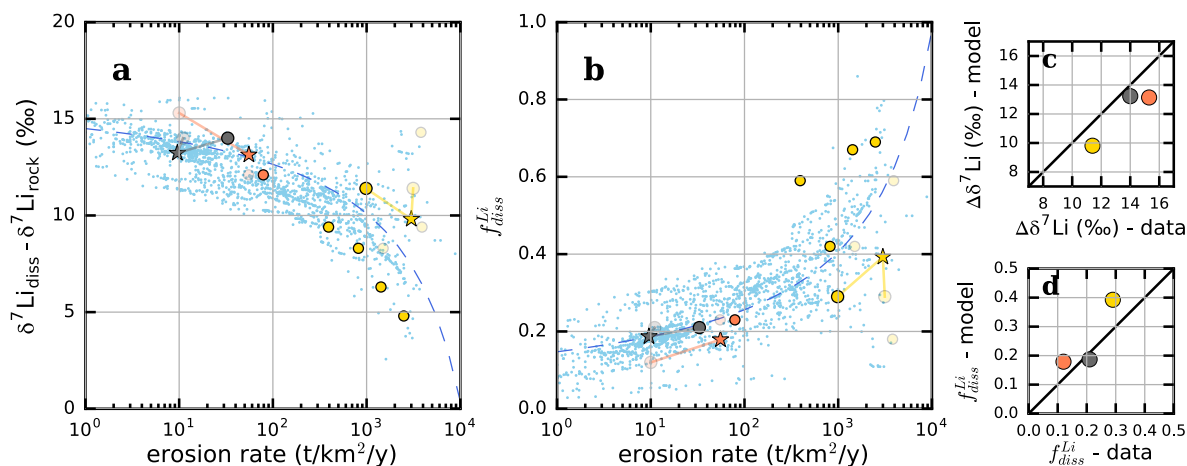 a
δ⁷Li_diss - δ⁷Li_rock (‰)
20
15
10
5
0
10⁰ 10¹ 10² 10³ 10⁴
erosion rate (t/km²/y)
b
f^Li_diss
1.0
0.8
0.6
0.4
0.2
0.0
10⁰ 10¹ 10² 10³ 10⁴
erosion rate (t/km²/y)
c
Δδ⁷Li (‰) - model
16
14
12
10
8
8 10 12 14 16
Δδ⁷Li (‰) - data
d
f^Li_diss - model
0.5
0.4
0.3
0.2
0.1
0.0
0.0 0.1 0.2 0.3 0.4 0.5
f^Li_diss - data